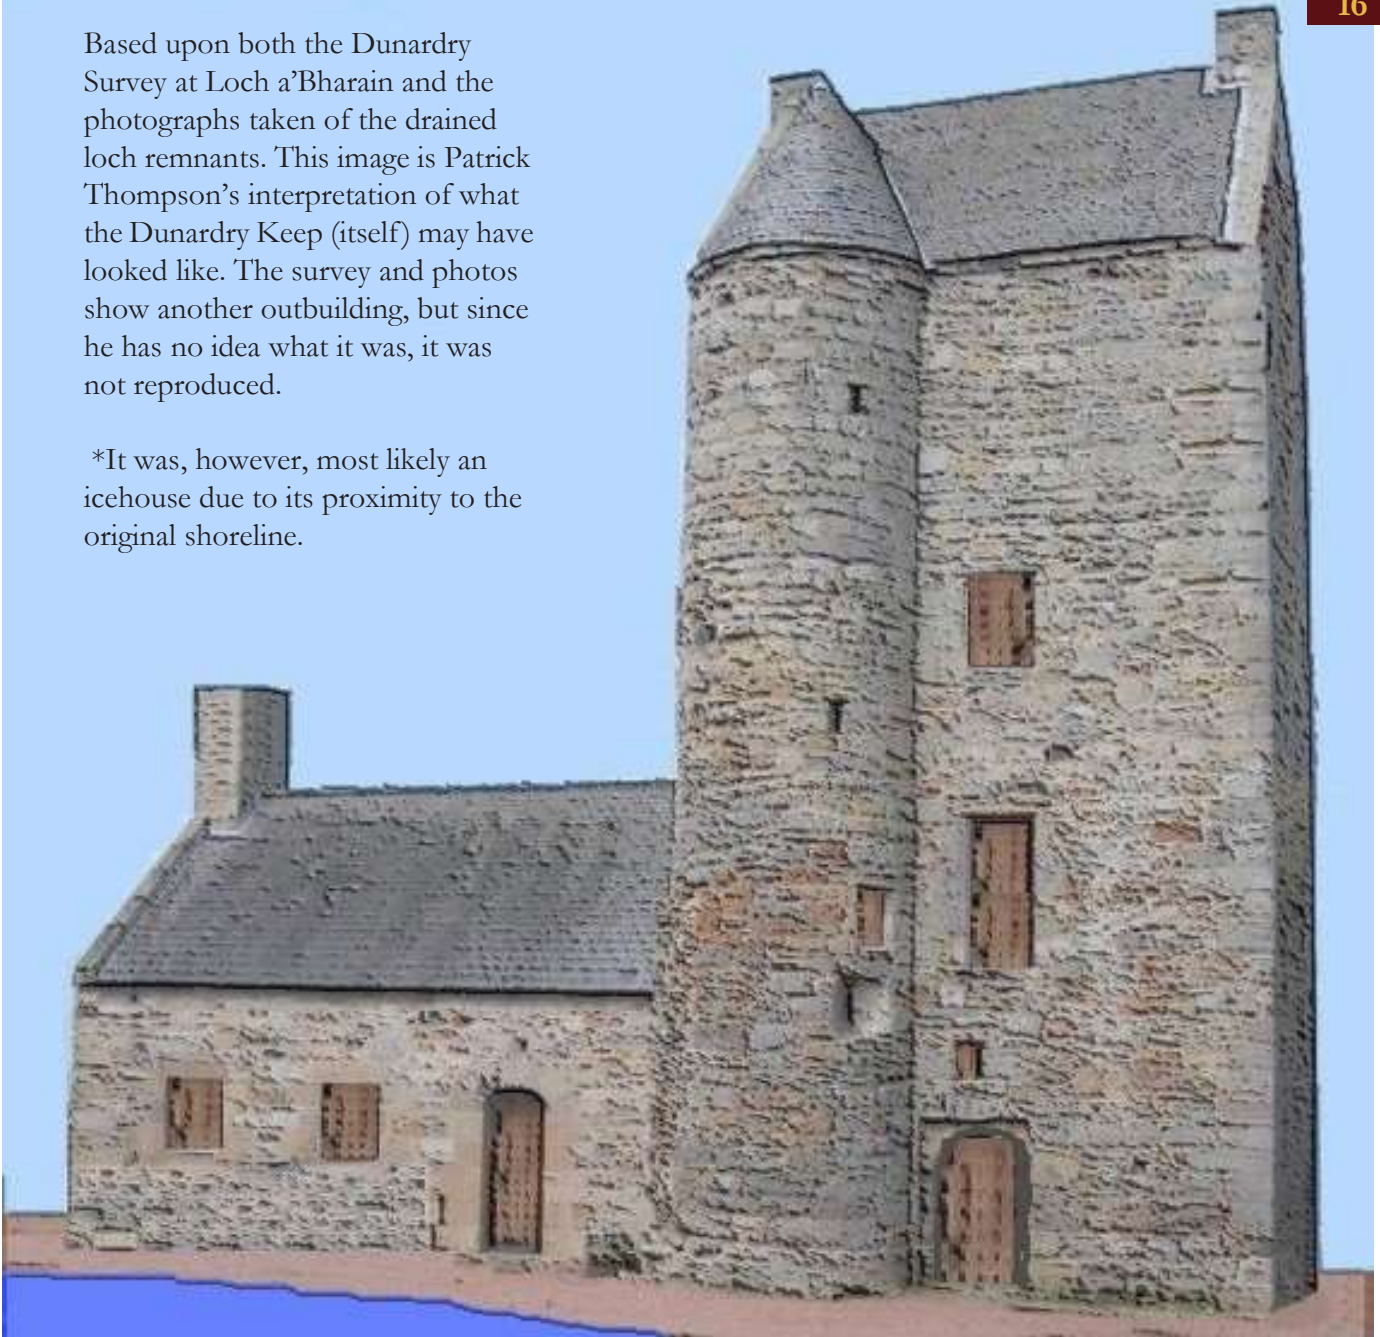 16
Based upon both the Dunardry
Survey at Loch a’Bharain and the
photographs taken of the drained
loch remnants. This image is Patrick
Thompson’s interpretation of what
the Dunardry Keep (itself) may have
looked like. The survey and photos
show another outbuilding, but since
he has no idea what it was, it was
not reproduced.
*It was, however, most likely an
icehouse due to its proximity to the
original shoreline.